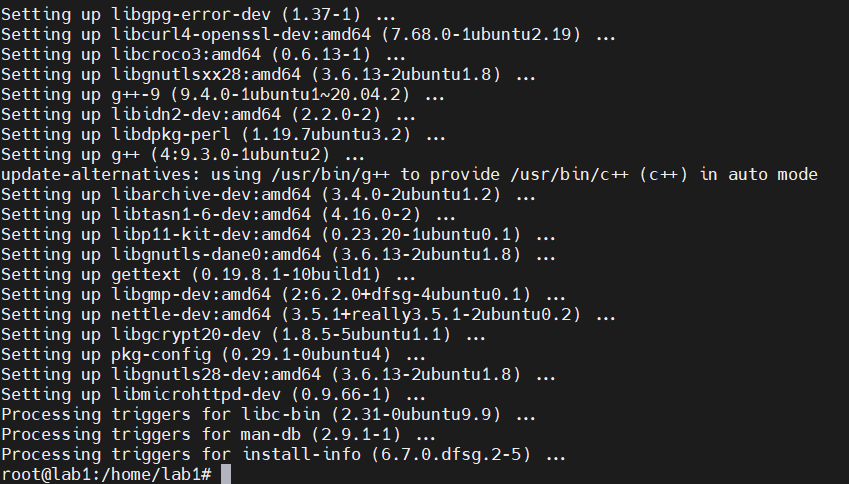 Setting up libgpg-error-dev (1.37-1) ...
Setting up libcurl4-openssl-dev:amd64 (7.68.0-1ubuntu2.19) ...
Setting up libcroco3:amd64 (0.6.13-1) ...
Setting up libgnutlsxx28:amd64 (3.6.13-2ubuntu1.8) ...
Setting up g++-9 (9.4.0-1ubuntu1~20.04.2) ...
Setting up libidn2-dev:amd64 (2.2.0-2) ...
Setting up libdpkg-perl (1.19.7ubuntu3.2) ...
Setting up g++ (4:9.3.0-1ubuntu2) ...
update-alternatives: using /usr/bin/g++ to provide /usr/bin/c++ (c++) in auto mode
Setting up libarchive-dev:amd64 (3.4.0-2ubuntu1.2) ...
Setting up libtasn1-6-dev:amd64 (4.16.0-2) ...
Setting up libp11-kit-dev:amd64 (0.23.20-1ubuntu0.1) ...
Setting up libgnutls-dane0:amd64 (3.6.13-2ubuntu1.8) ...
Setting up gettext (0.19.8.1-10build1) ...
Setting up libgmp-dev:amd64 (2:6.2.0+dfsg-4ubuntu0.1) ...
Setting up nettle-dev:amd64 (3.5.1+really3.5.1-2ubuntu0.2) ...
Setting up libgcrypt20-dev (1.8.5-5ubuntu1.1) ...
Setting up pkg-config (0.29.1-0ubuntu4) ...
Setting up libgnutls28-dev:amd64 (3.6.13-2ubuntu1.8) ...
Setting up libmicrohttpd-dev (0.9.66-1) ...
Processing triggers for libc-bin (2.31-0ubuntu9.9) ...
Processing triggers for man-db (2.9.1-1) ...
Processing triggers for install-info (6.7.0.dfsg.2-5) ...
root@lab1:/home/lab1#